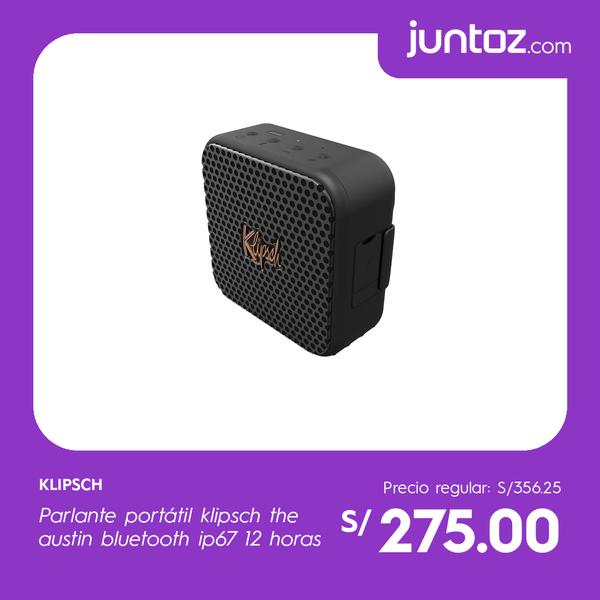 juntoz.com
Klipsch
KLIPSCH
Parlante portátil klipsch the
austin bluetooth ip67 12 horas
Precio regular: S/356.25
S/ 275.00